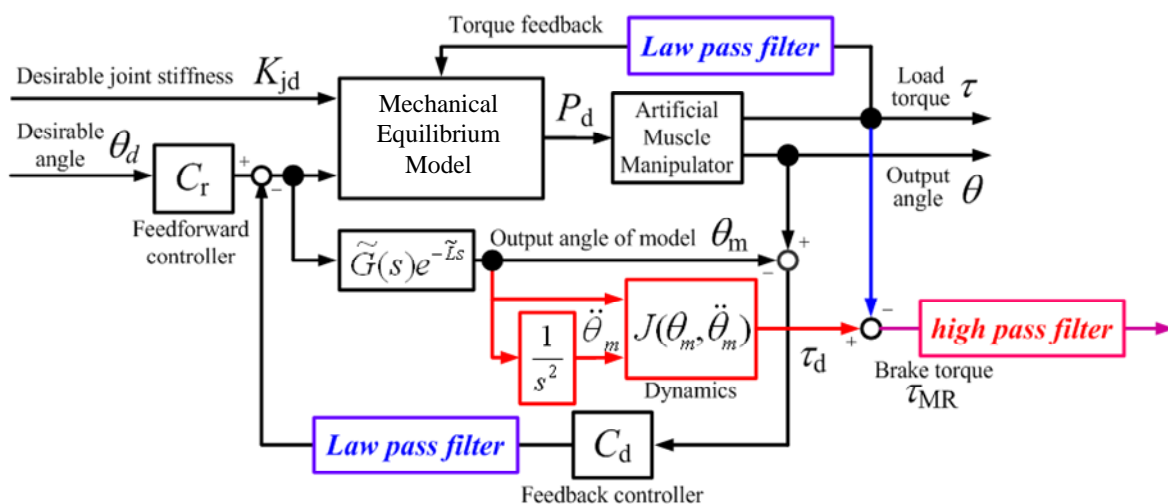 Torque feedback
Law pass filter
Desirable joint stiffness K_jd
Load
torque τ
Mechanical
Equilibrium
Model
P_d
Artificial
Muscle
Manipulator
Desirable
angle θ_d
C_r
+
-
Output
angle θ
Feedforward
controller
G̃(s)e^{-L̃s}
Output angle of model θ_m
+
−
θ̈_m
1/s²
J(θ_m, θ̈_m)
Dynamics
τ_d
−
+
high pass filter
Brake torque
τ_MR
Law pass filter
C_d
Feedback controller